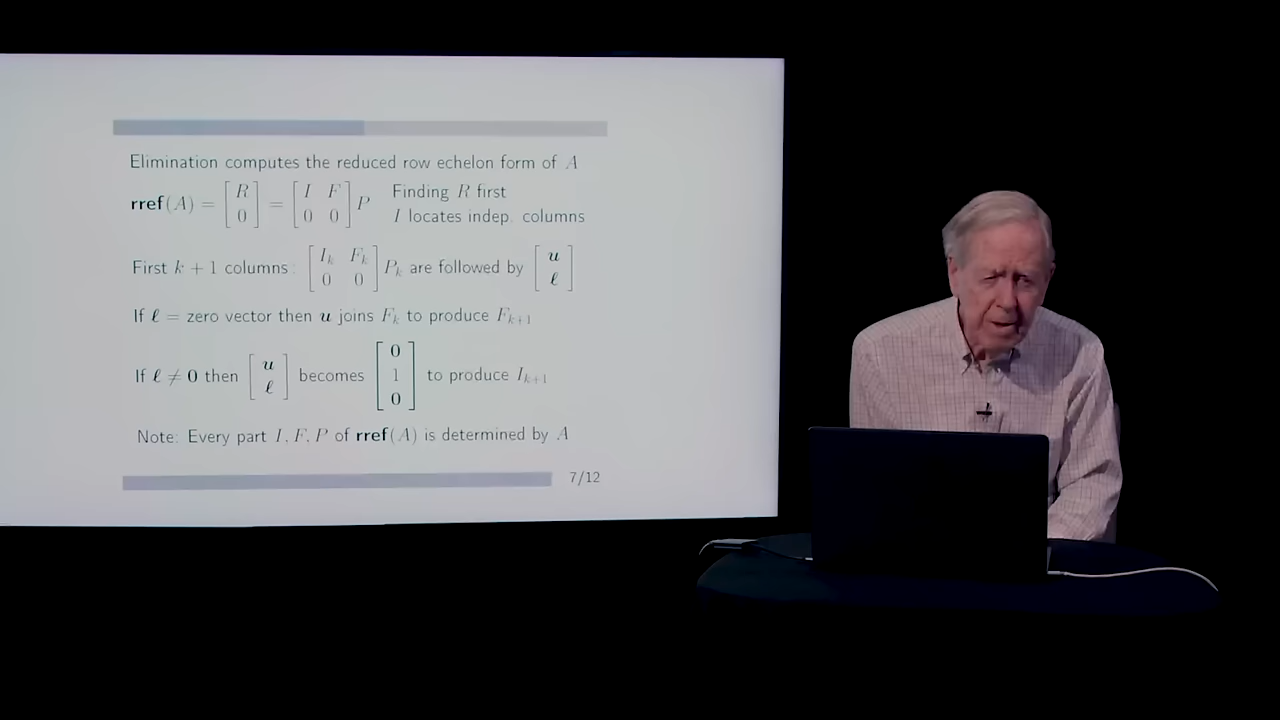 Elimination computes the reduced row echelon form of A
rref(A) = [R 0] = [I F 0 0] P Finding R first
I locates indep. columns
First k + 1 columns : [I_k F_k 0 0] P_k are followed by [u ℓ]
If ℓ = zero vector then u joins F_k to produce F_{k+1}
If ℓ ≠ 0 then [u ℓ] becomes [0 1 0] to produce I_{k+1}
Note: Every part I, F, P of rref(A) is determined by A
7/12